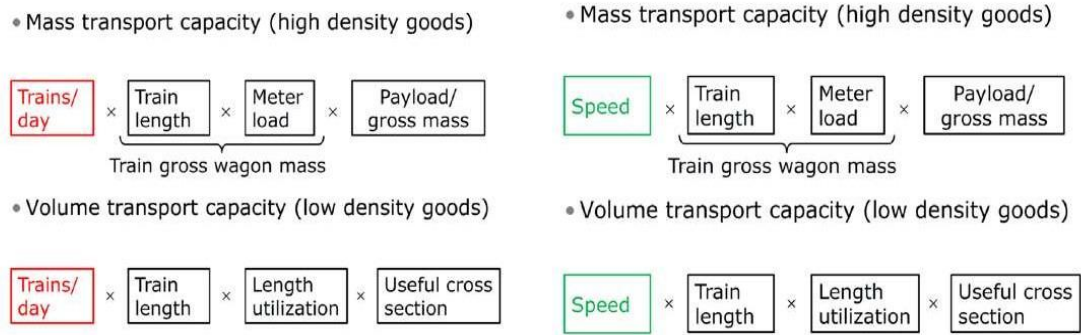 • Mass transport capacity (high density goods)
Trains/
day
×
Train
length
×
Meter
load
×
Payload/
gross mass
Train gross wagon mass
• Volume transport capacity (low density goods)
Trains/
day
×
Train
length
×
Length
utilization
×
Useful cross
section
• Mass transport capacity (high density goods)
Speed
×
Train
length
×
Meter
load
×
Payload/
gross mass
Train gross wagon mass
• Volume transport capacity (low density goods)
Speed
×
Train
length
×
Length
utilization
×
Useful cross
section